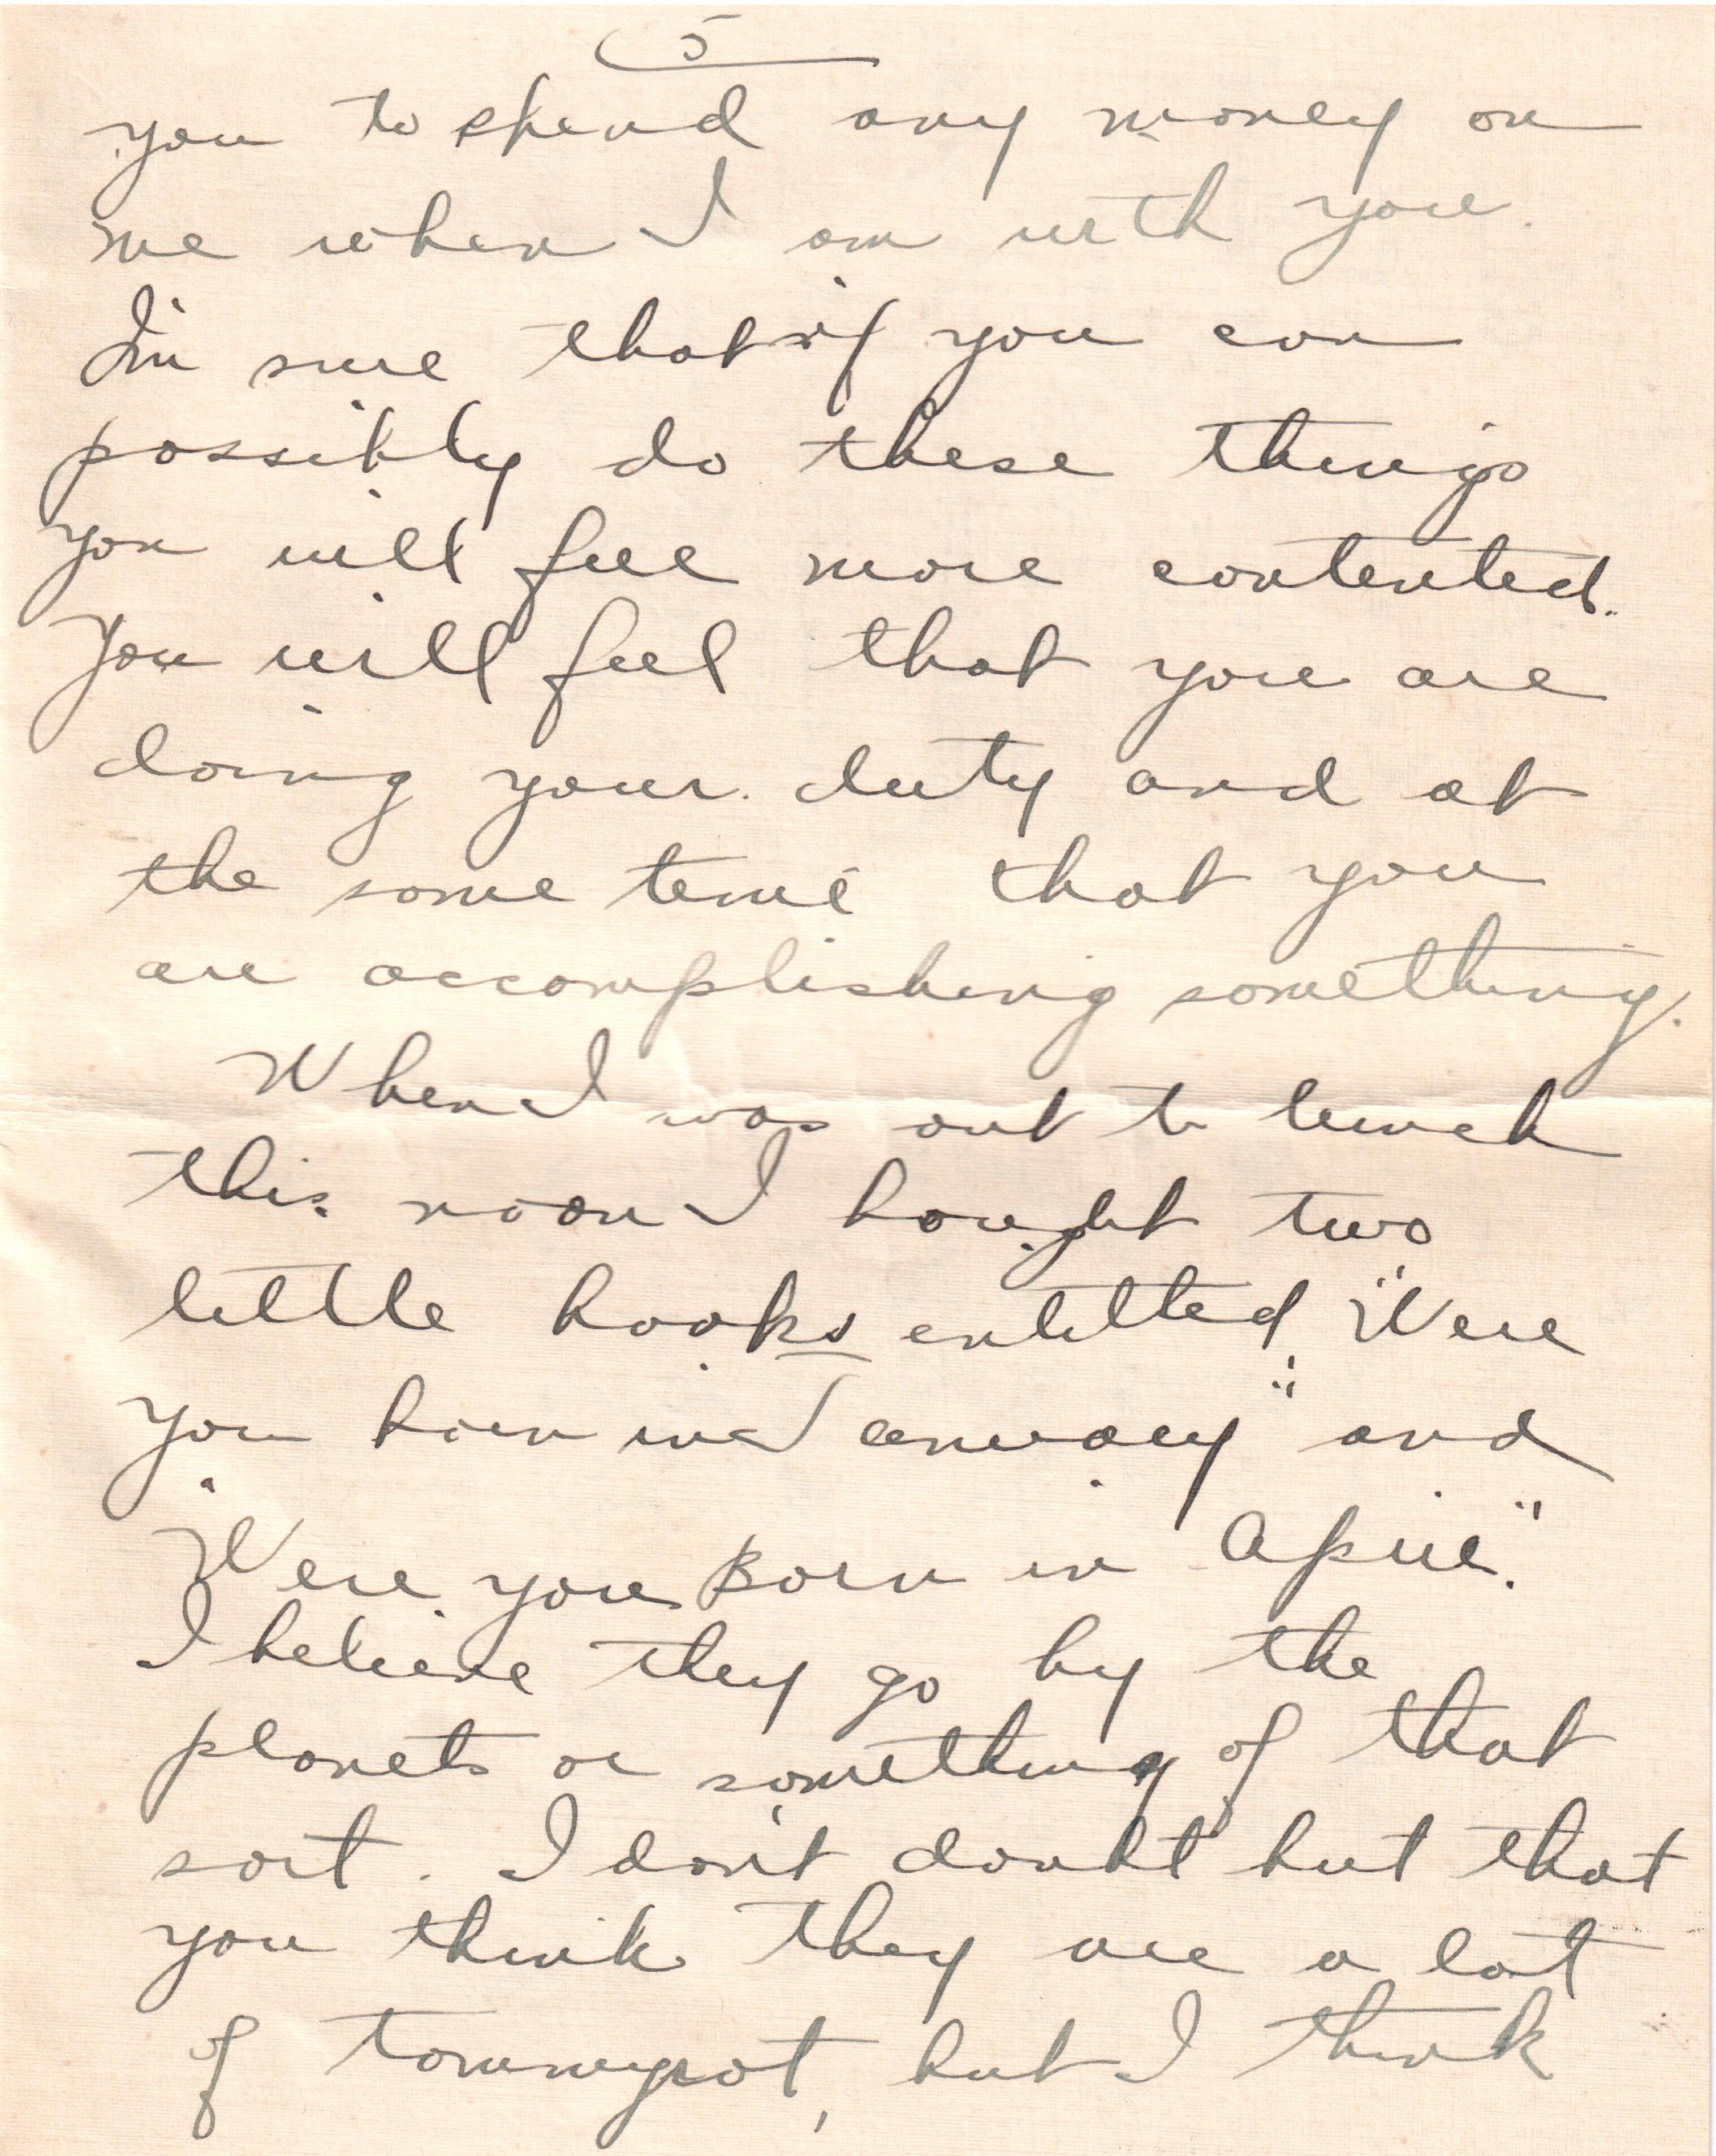 5
you to spend any money on
me when I am with you.
I'm sure that if you can
possibly do these things
you will feel more contented.
You will feel that you are
doing your duty and at
the same time that you
are accomplishing something.
When I was out to lunch
this noon I bought two
little books entitled, "Were
you born in January" and
"Were you Born in April".
I believe they go by the
planets or something of that
sort. I don't doubt but that
you think they are a lot
of tommyrot, but I think